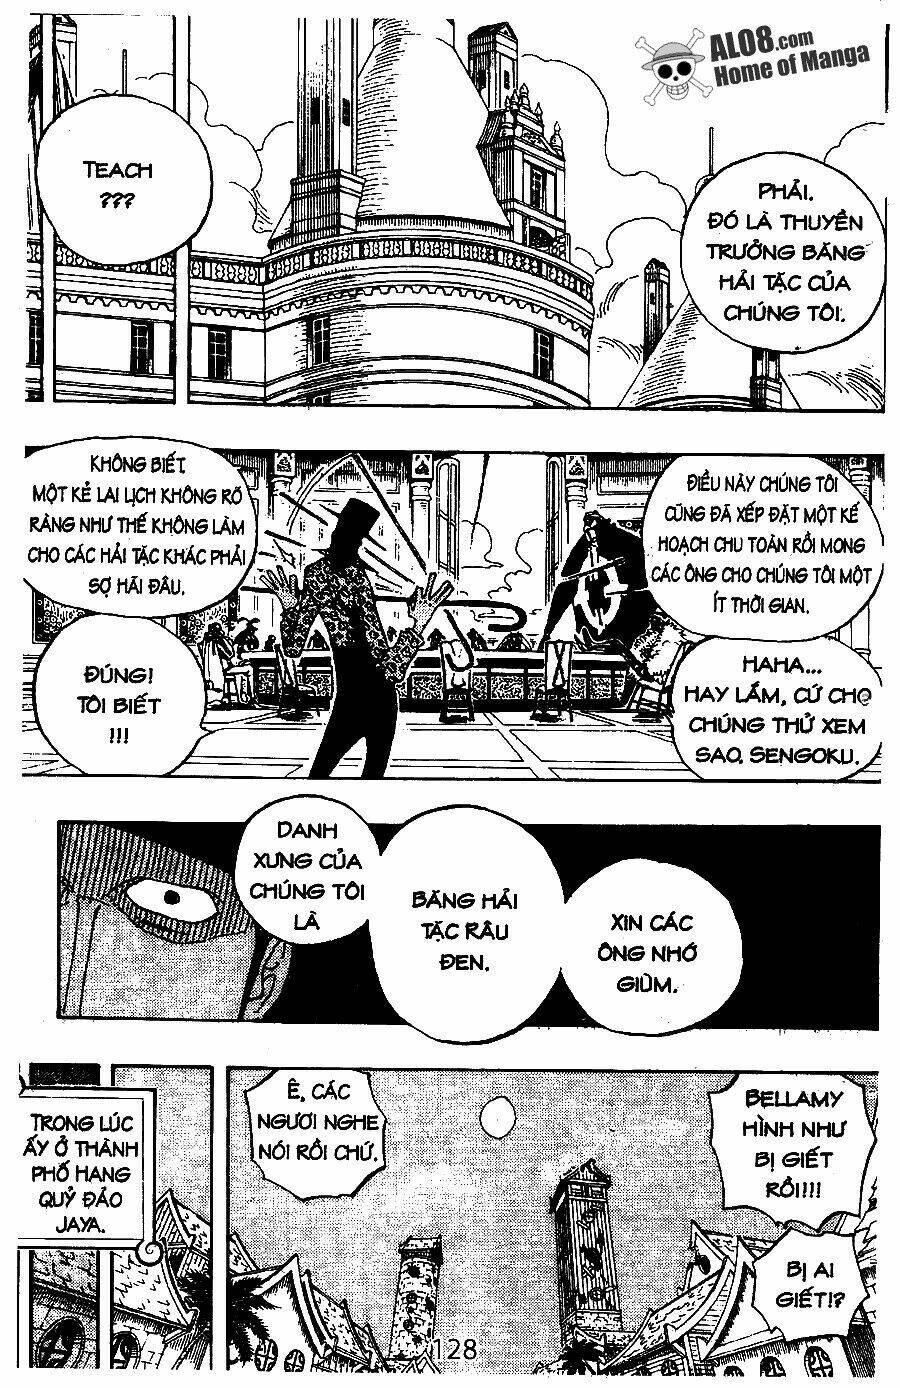 AL08.com
Home of Manga
PHẢI.
ĐÓ LÀ THUYỀN
TRƯỞNG BĂNG
HẢI TẶC CỦA
CHÚNG TÔI.
TEACH
???
ĐIỀU NÀY CHÚNG TÔI
CŨNG ĐÃ XẾP ĐẶT MỘT KẾ
HOẠCH CHU TOÀN RỒI MONG
CÁC ÔNG CHO CHÚNG TÔI MỘT
ÍT THỜI GIAN.
HAHA...
HAY LẮM, CỨ CHỌ
CHÚNG THỬ XEM
SAO, SENGOKU.
KHÔNG BIẾT.
MỘT KẺ LAI LỊCH KHÔNG RÕ
RÀNG NHƯ THẾ KHÔNG LÀM
CHO CÁC HẢI TẶC KHÁC PHẢI
SỢ HÃI ĐÂU.
ĐÚNG!
TÔI BIẾT
!!!
DANH
XƯNG CỦA
CHÚNG TÔI
LÀ
BĂNG HẢI
TẶC RÂU
ĐEN.
XIN CÁC
ÔNG NHỚ
GIÙM.
BELLAMY
HÌNH NHƯ
BỊ GIẾT
RỒI!!!!
BỊ AI
GIẾT!?
Ê, CÁC
NGƯƠI NGHE
NÓI RỒI CHỨ.
TRONG LÚC
ẤY Ở THÀNH
PHỐ HANG
QUỶ ĐẢO
JAYA.
128